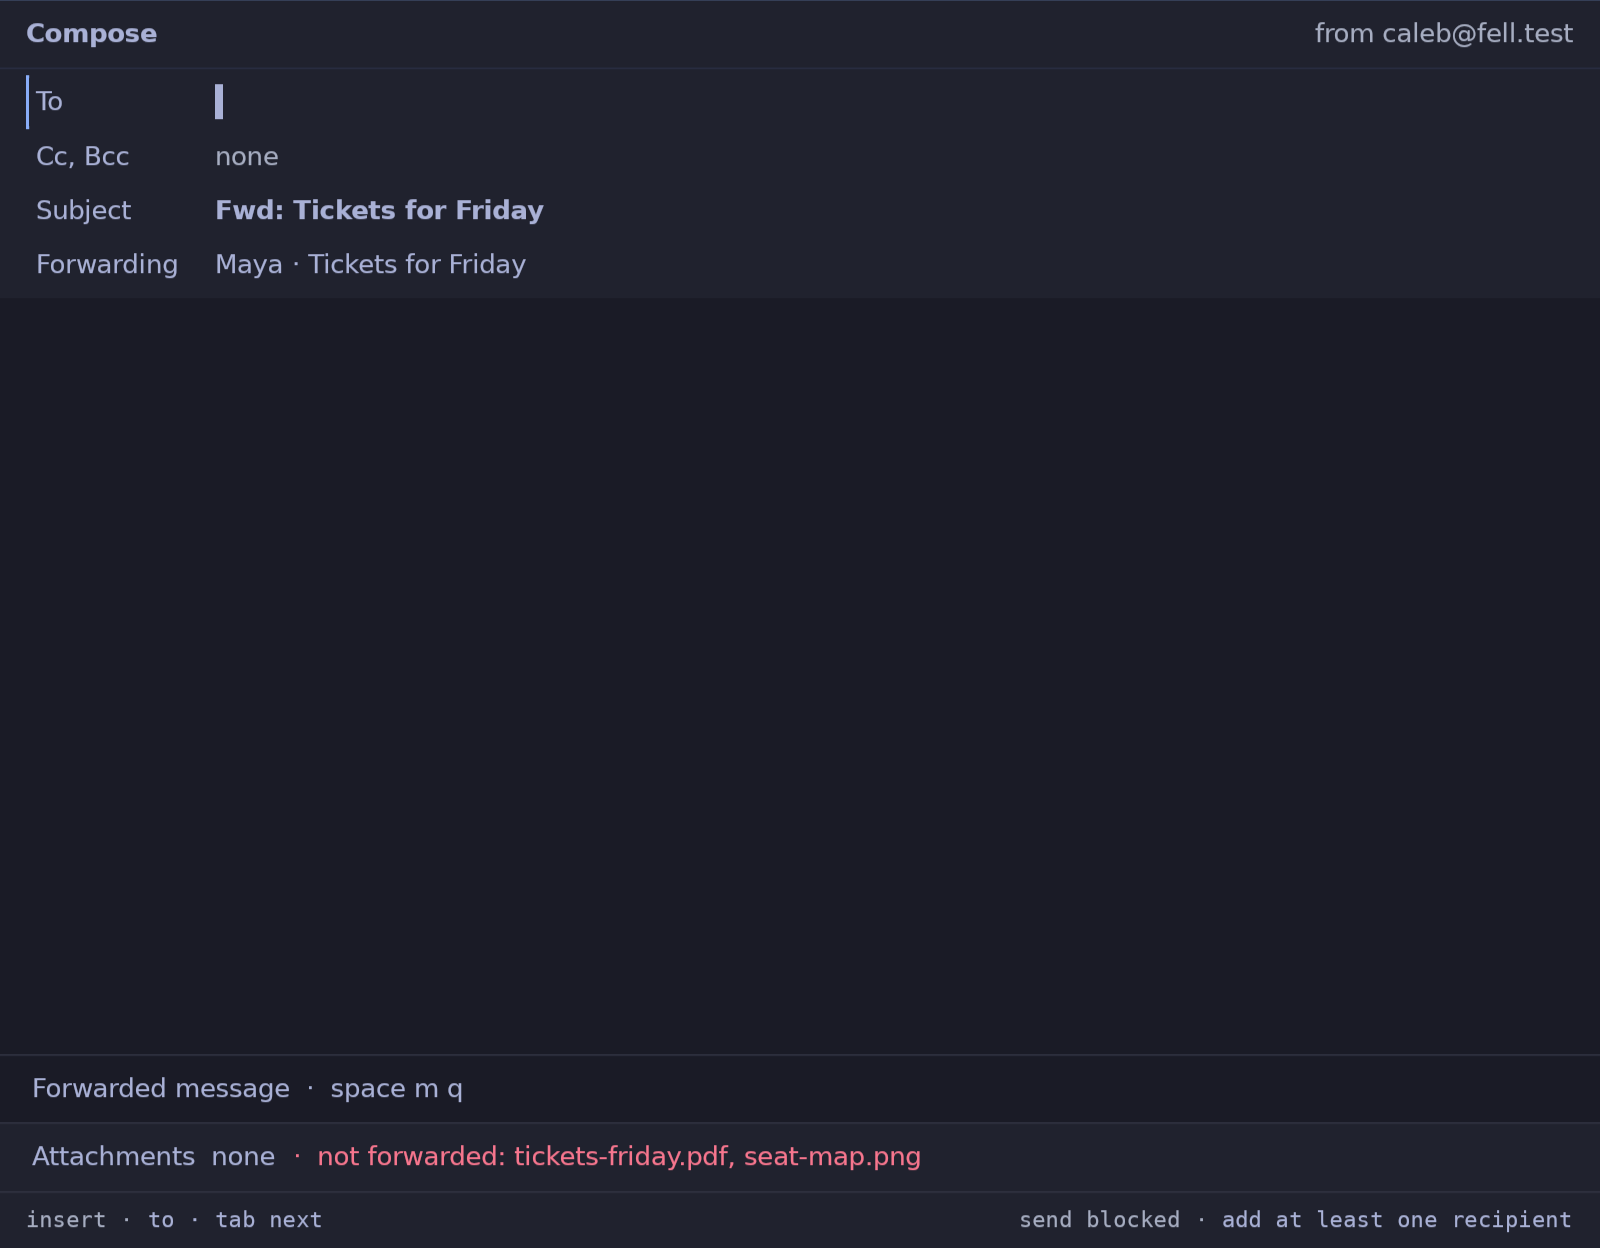 Compose from caleb@fell.test
To
Cc, Bcc none
Subject Fwd: Tickets for Friday
Forwarding Maya · Tickets for Friday
Forwarded message · space m q
Attachments none · not forwarded: tickets-friday.pdf, seat-map.png
insert · to · tab next send blocked · add at least one recipient